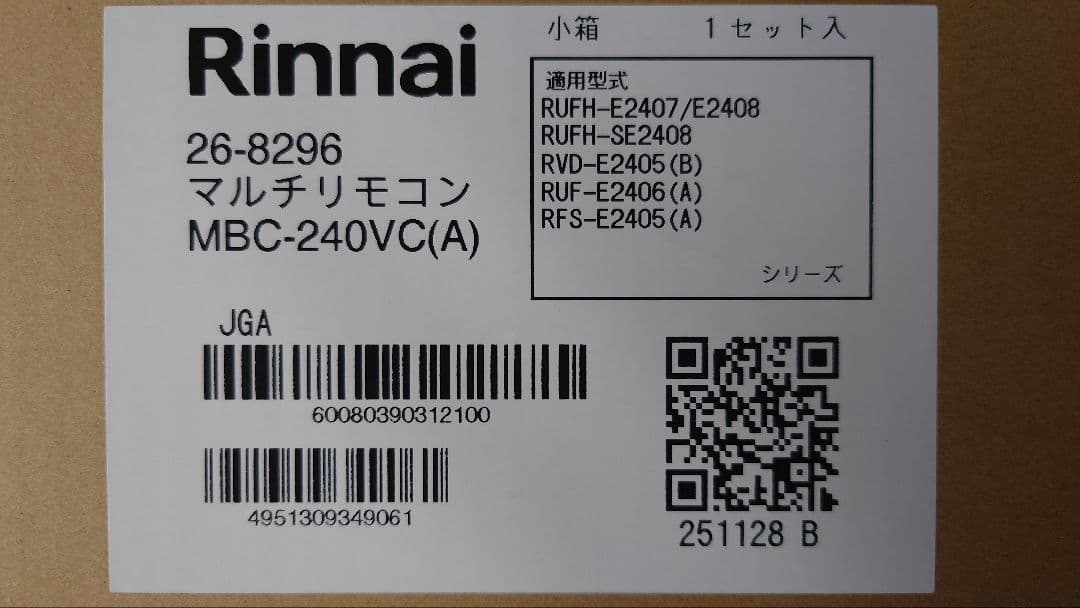 Rinnai
26-8296
マルチリモコン
MBC-240VC(A)
小箱 1セット入
適用型式
RUFH-E2407/E2408
RUFH-SE2408
RVD-E2405(B)
RUF-E2406(A)
RFS-E2405(A)
シリーズ
JGA
60080390312100
4951309349061
251128 B